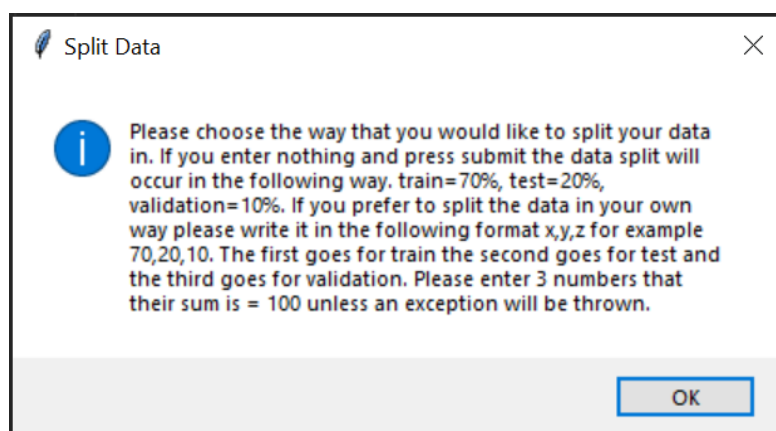 Split Data
Please choose the way that you would like to split your data
in. If you enter nothing and press submit the data split will
occur in the following way. train=70%, test=20%,
validation=10%. If you prefer to split the data in your own
way please write it in the following format x,y,z for example
70,20,10. The first goes for train the second goes for test and
the third goes for validation. Please enter 3 numbers that
their sum is = 100 unless an exception will be thrown.
OK